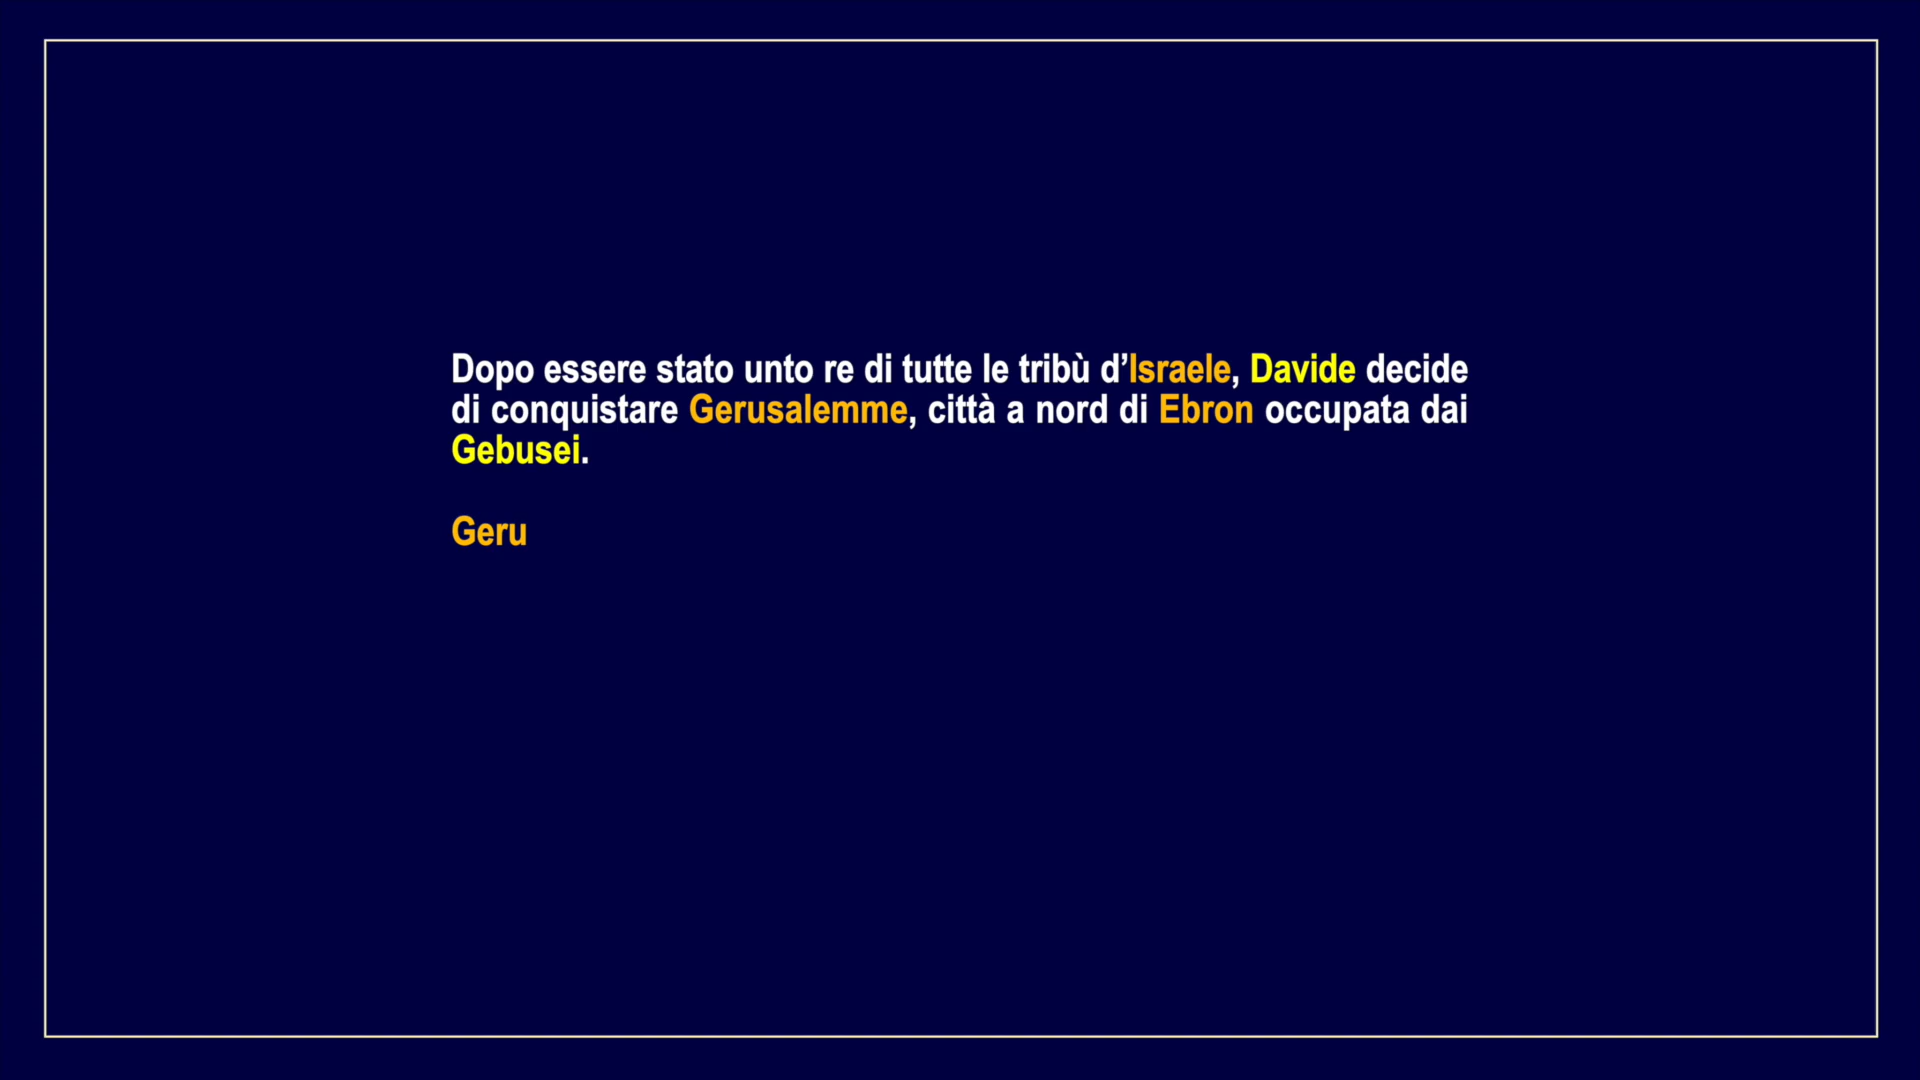 Dopo essere stato unto re di tutte le tribù d’Israele, Davide decide
di conquistare Gerusalemme, città a nord di Ebron occupata dai
Gebusei.
Geru